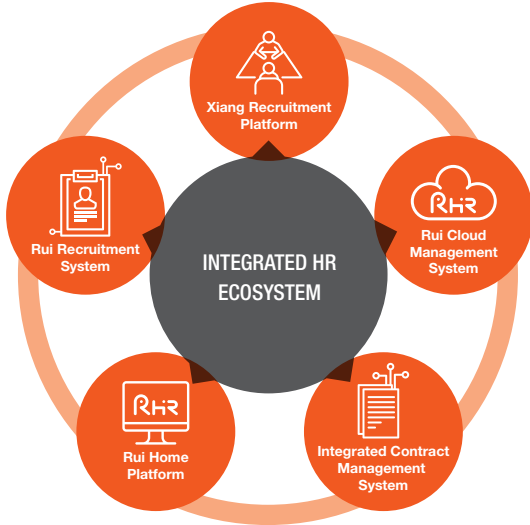 Xiang Recruitment
Platform
Rui Recruitment
System
RHR
Rui Cloud
Management
System
INTEGRATED HR
ECOSYSTEM
RHR
Rui Home
Platform
Integrated Contract
Management
System